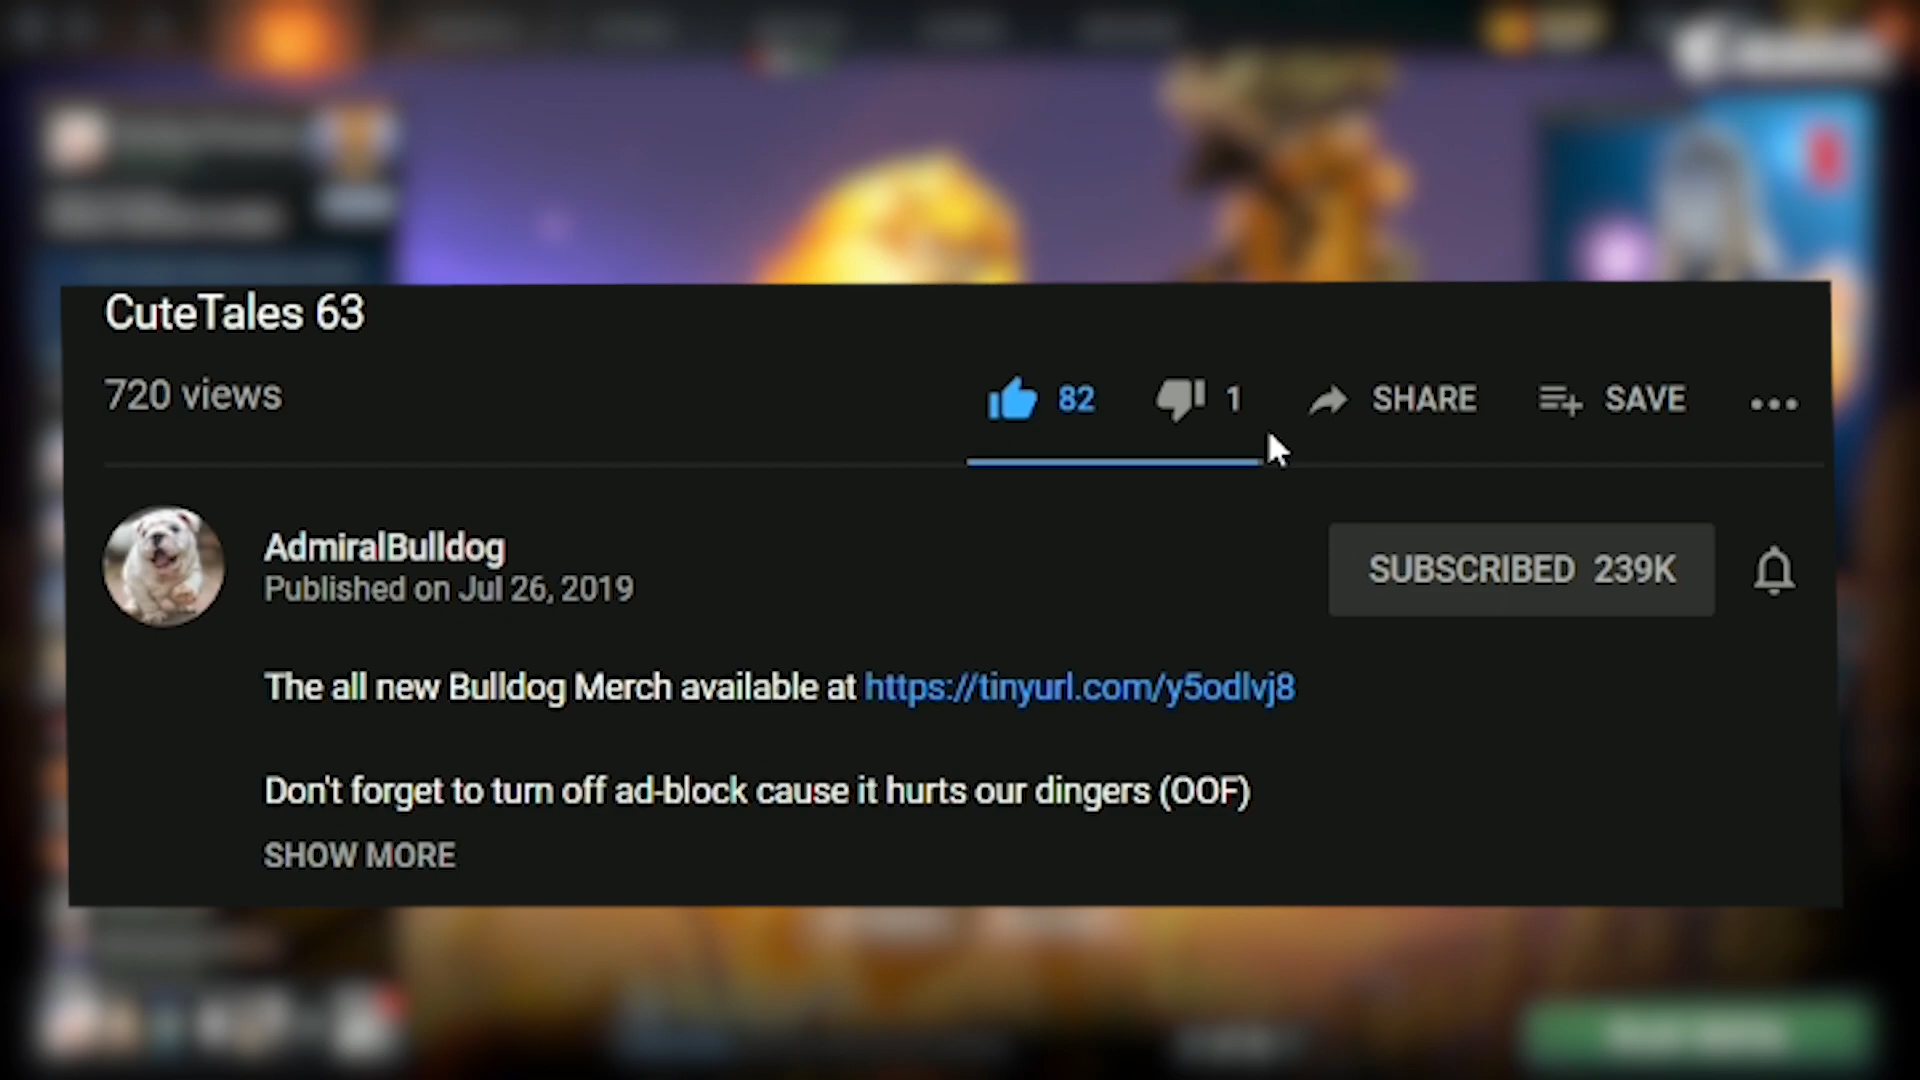 CuteTales 63
720 views
82 1 SHARE SAVE
AdmiralBulldog
Published on Jul 26, 2019
SUBSCRIBED 239K
The all new Bulldog Merch available at https://tinyurl.com/y5odlvj8
Don't forget to turn off ad-block cause it hurts our dingers (OOF)
SHOW MORE